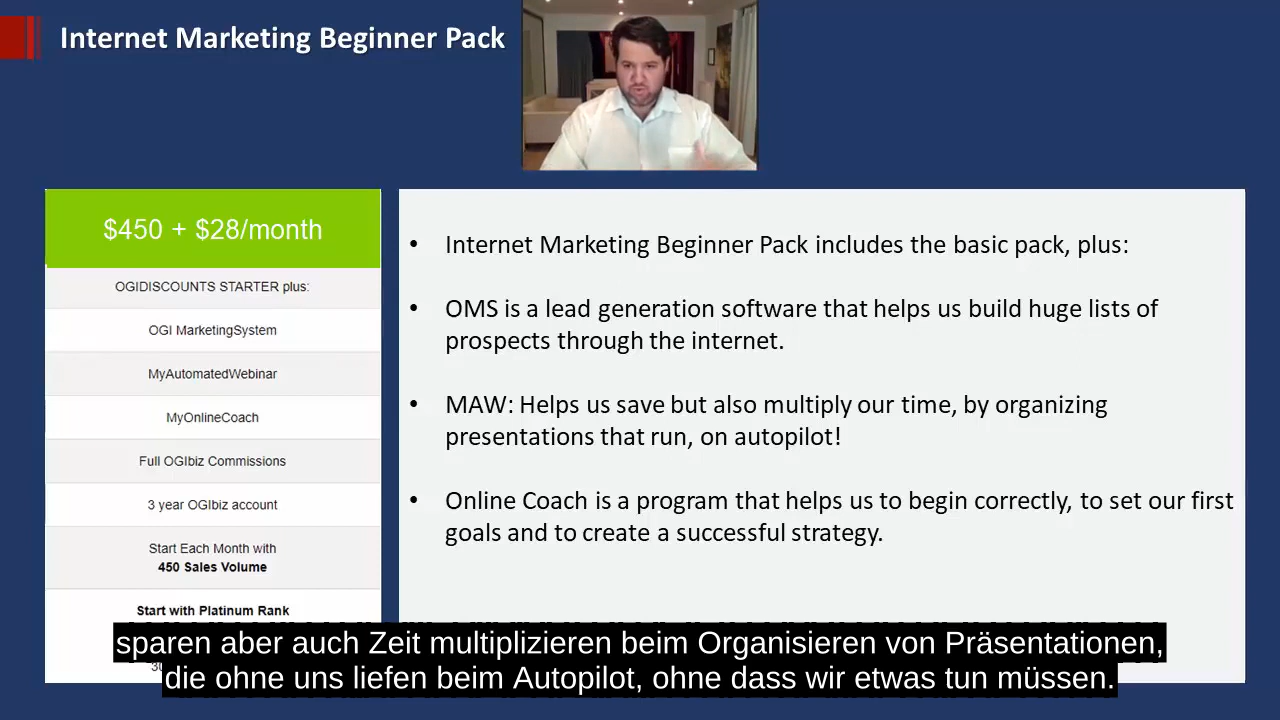 Internet Marketing Beginner Pack
$450 + $28/month
OGIDISCOUNTS STARTER plus:
OGI MarketingSystem
MyAutomatedWebinar
MyOnlineCoach
Full OGIbiz Commissions
3 year OGIbiz account
Start Each Month with
450 Sales Volume
Start with Platinum Rank
• Internet Marketing Beginner Pack includes the basic pack, plus:
• OMS is a lead generation software that helps us build huge lists of
prospects through the internet.
• MAW: Helps us save but also multiply our time, by organizing
presentations that run, on autopilot!
• Online Coach is a program that helps us to begin correctly, to set our first
goals and to create a successful strategy.
sparen aber auch Zeit multiplizieren beim Organisieren von Präsentationen,
die ohne uns liefen beim Autopilot, ohne dass wir etwas tun müssen.